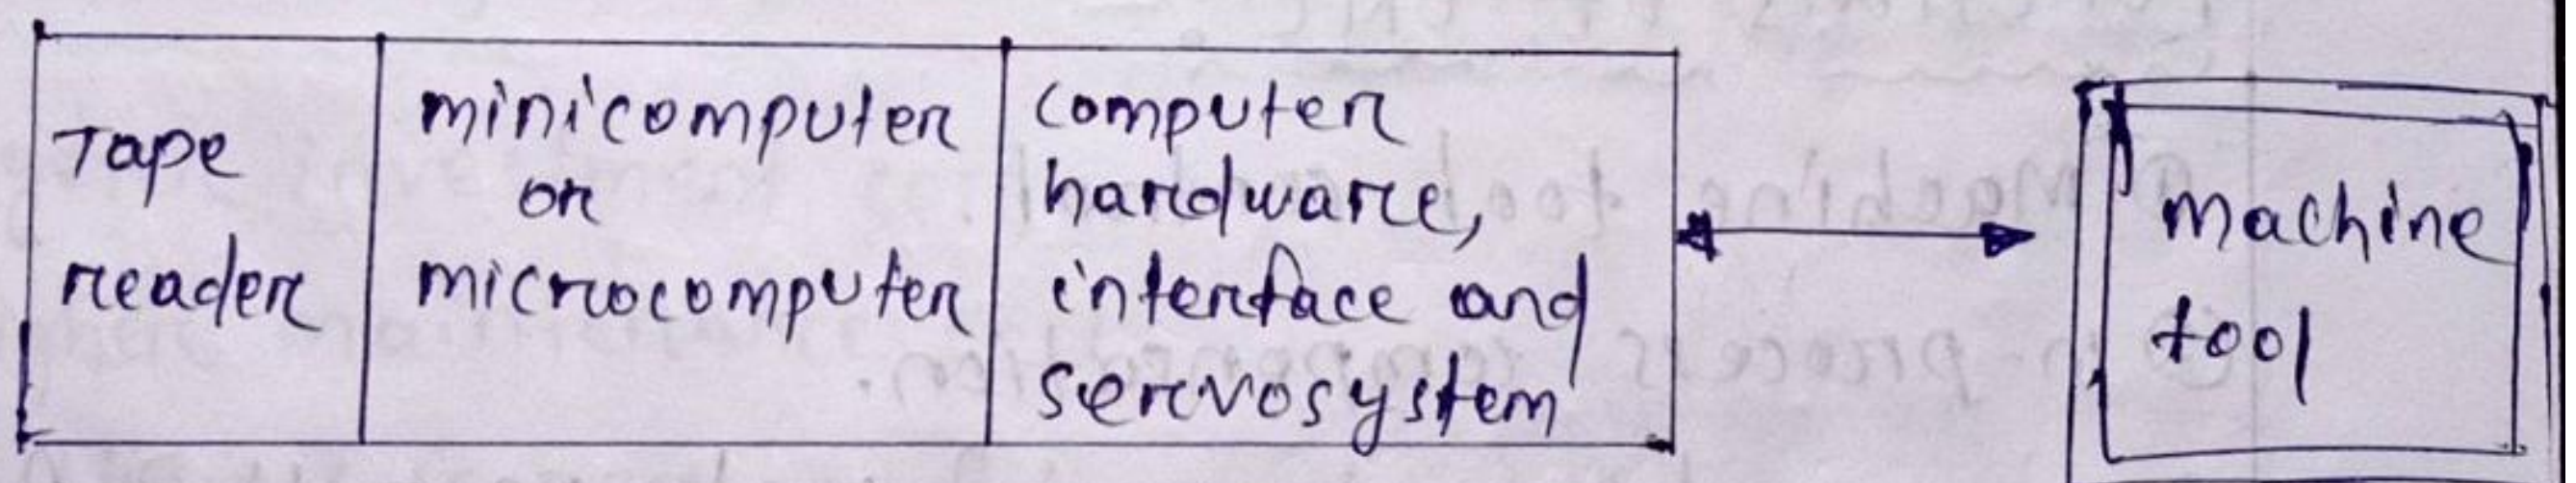 Tape
reader
minicomputer
or
microcomputer
computer
hardware,
interface and
servosystem
machine
tool